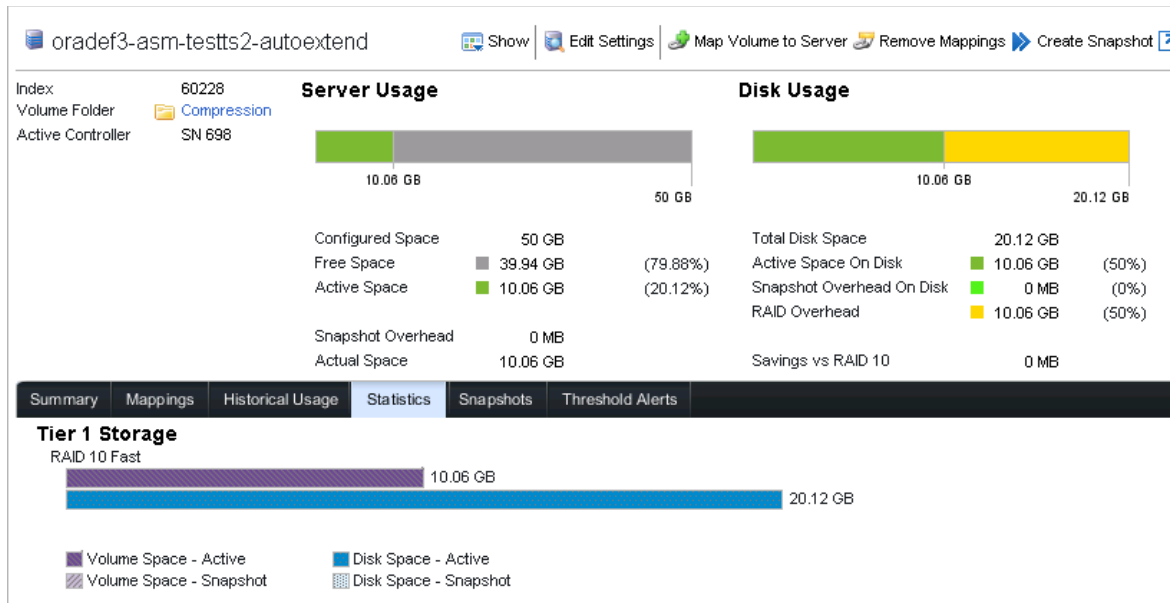 oradef3-asm-testts2-autoextend
Show Edit Settings Map Volume to Server Remove Mappings Create Snapshot
Index 60228
Volume Folder Compression
Active Controller SN 698
Server Usage
10.06 GB
50 GB
Configured Space 50 GB
Free Space 39.94 GB (79.88%)
Active Space 10.06 GB (20.12%)
Snapshot Overhead 0 MB
Actual Space 10.06 GB
Disk Usage
10.06 GB
20.12 GB
Total Disk Space 20.12 GB
Active Space On Disk 10.06 GB (50%)
Snapshot Overhead On Disk 0 MB (0%)
RAID Overhead 10.06 GB (50%)
Savings vs RAID 10 0 MB
Summary Mappings Historical Usage Statistics Snapshots Threshold Alerts
Tier 1 Storage
RAID 10 Fast
10.06 GB
20.12 GB
Volume Space - Active Disk Space - Active
Volume Space - Snapshot Disk Space - Snapshot